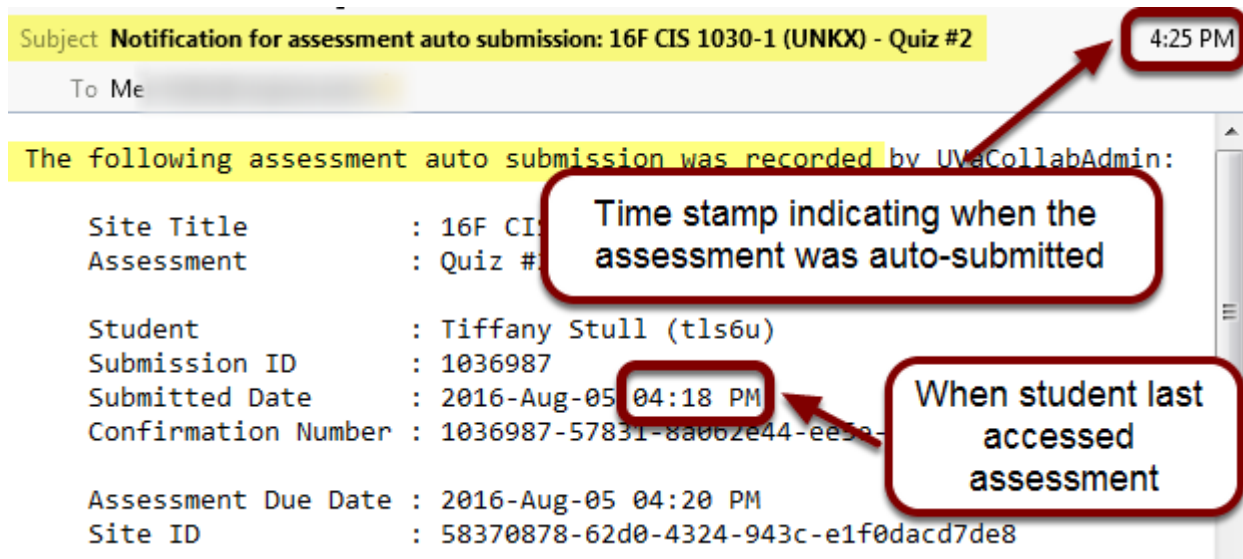 Subject Notification for assessment auto submission: 16F CIS 1030-1 (UNKX) - Quiz #2 4:25 PM
To Me
The following assessment auto submission was recorded by UVaCollabAdmin:
Time stamp indicating when the
assessment was auto-submitted
Site Title : 16F
Assessment : Quiz
Student : Tiffany Stull (tls6u)
Submission ID : 1036987
Submitted Date : 2016-Aug-05 04:18 PM
Confirmation Number : 1036987-57831-8a062e44-ee5e-
When student last
accessed
assessment
Assessment Due Date : 2016-Aug-05 04:20 PM
Site ID : 58370878-62d0-4324-943c-e1f0dacd7de8